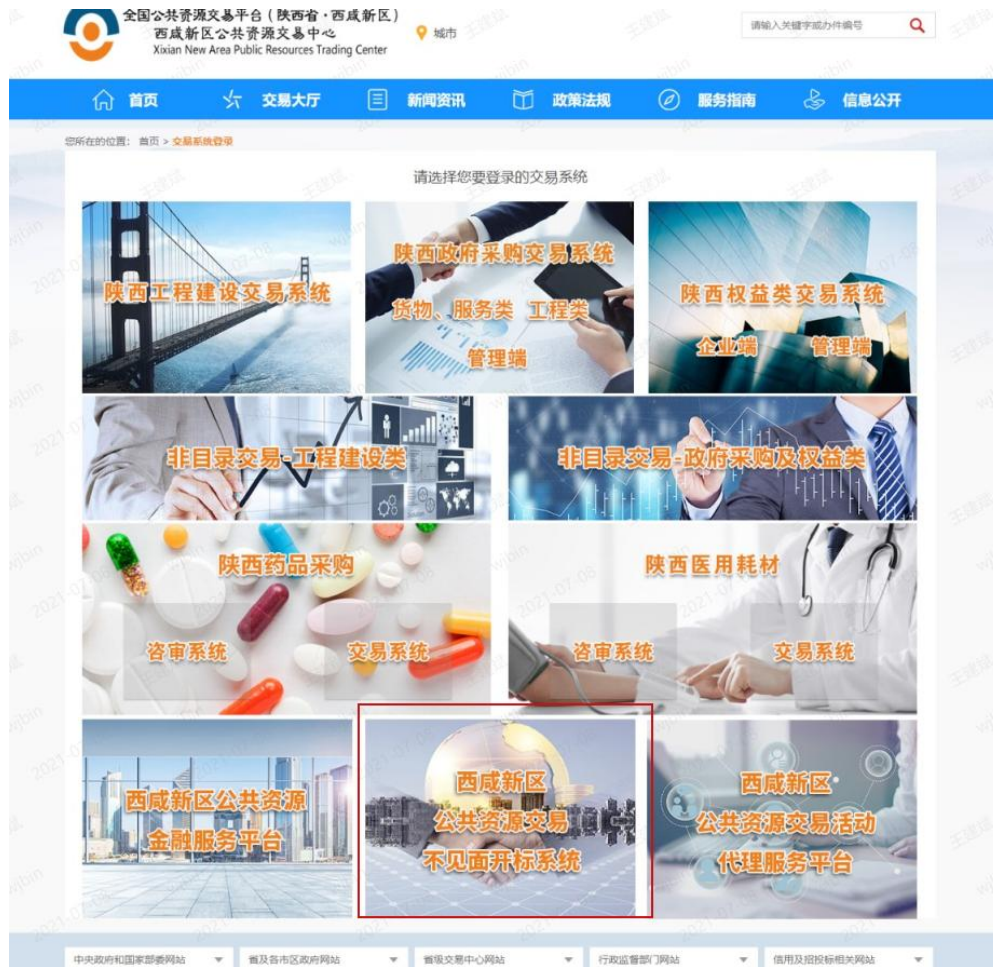 全国公共资源交易平台（陕西省·西咸新区）
西咸新区公共资源交易中心
Xixian New Area Public Resources Trading Center
城市
请输入关键字或办件编号
首页
交易大厅
新闻资讯
政策法规
服务指南
信息公开
您所在的位置： 首页 > 交易系统登录
请选择您要登录的交易系统
陕西工程建设交易系统
陕西政府采购交易系统
货物、服务类 工程类
管理端
陕西权益类交易系统
企业端 管理端
非目录交易-工程建设类
非目录交易-政府采购及权益类
陕西药品采购
咨审系统 交易系统
陕西医用耗材
咨审系统 交易系统
西咸新区公共资源
金融服务平台
西咸新区
公共资源交易
不见面开标系统
西咸新区
公共资源交易活动
代理服务平台
中央政府和国家部委网站
省及各市区政府网站
省级交易中心网站
行政监督部门网站
信用及招投标相关网站
王建斌
wjbin
2021-07-08